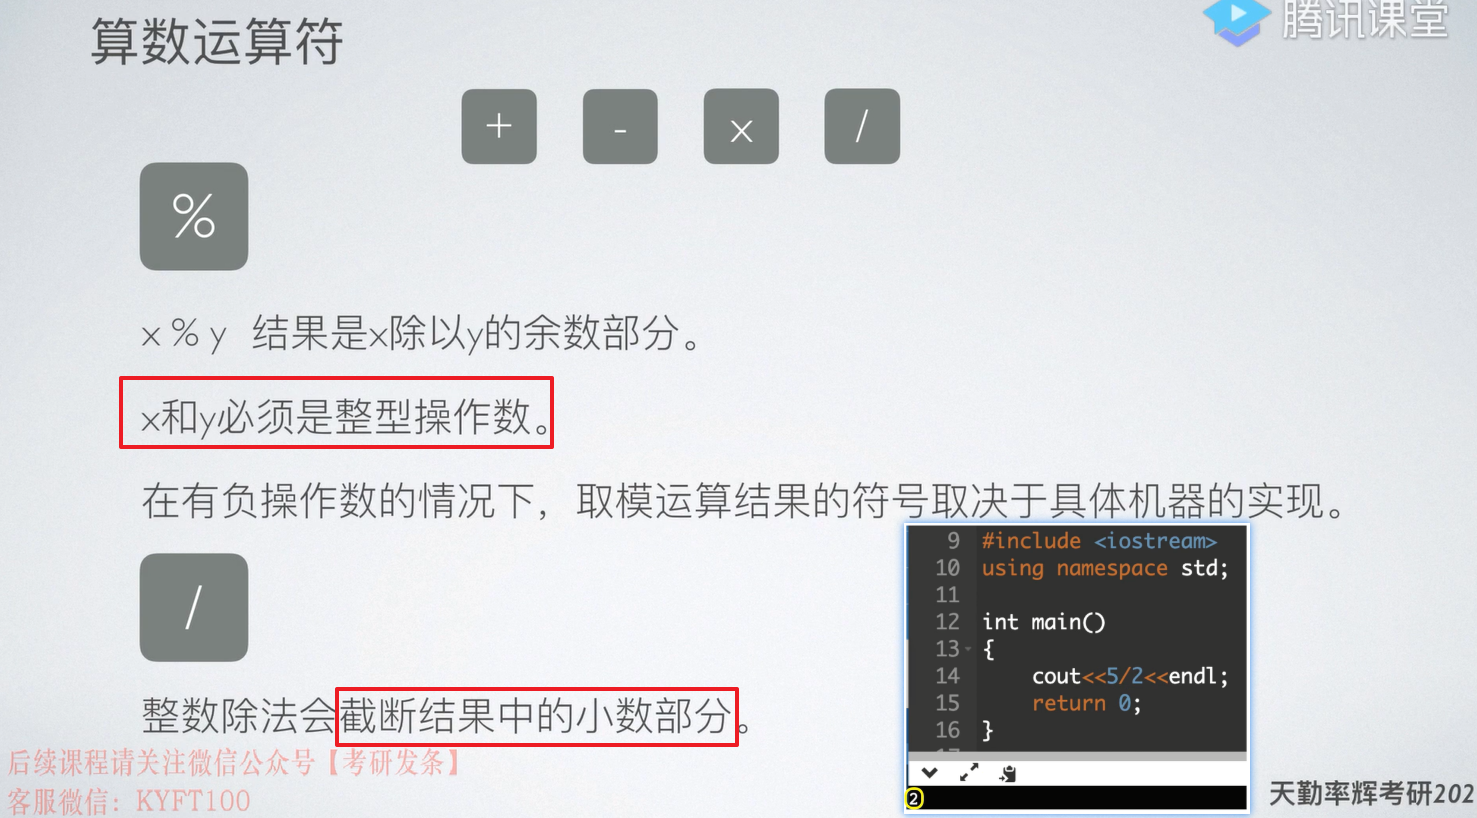 算数运算符
腾讯课堂
+ - x /
%
x % y 结果是x除以y的余数部分。
x和y必须是整型操作数。
在有负操作数的情况下，取模运算结果的符号取决于具体机器的实现。
/
整数除法会截断结果中的小数部分。
9 #include <iostream>
10 using namespace std;
11
12 int main()
13 {
14 cout<<5/2<<endl;
15 return 0;
16 }
2
后续课程请关注微信公众号【考研发条】
客服微信：KYFT100
天勤率辉考研202